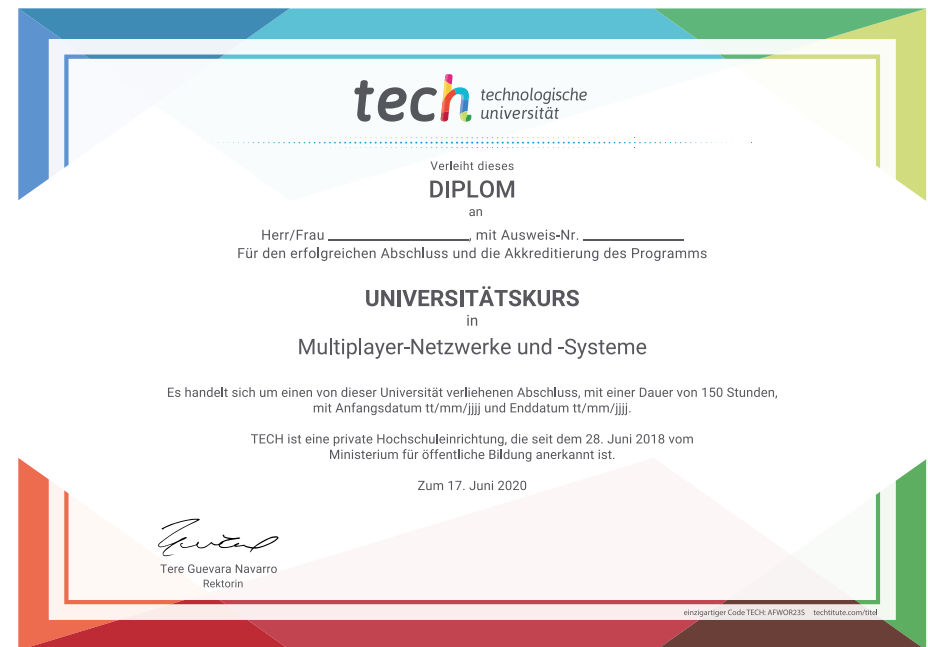 tech technologische
universität
Verleiht dieses
DIPLOM
an
Herr/Frau ____________________, mit Ausweis-Nr. ______________
Für den erfolgreichen Abschluss und die Akkreditierung des Programms
UNIVERSITÄTSKURS
in
Multiplayer-Netzwerke und -Systeme
Es handelt sich um einen von dieser Universität verliehenen Abschluss, mit einer Dauer von 150 Stunden,
mit Anfangsdatum tt/mm/jjjj und Enddatum tt/mm/jjjj.
TECH ist eine private Hochschuleinrichtung, die seit dem 28. Juni 2018 vom
Ministerium für öffentliche Bildung anerkannt ist.
Zum 17. Juni 2020
Tere Guevara Navarro
Rektorin
einzigartiger Code TECH: AFWOR23S techtitute.com/titel